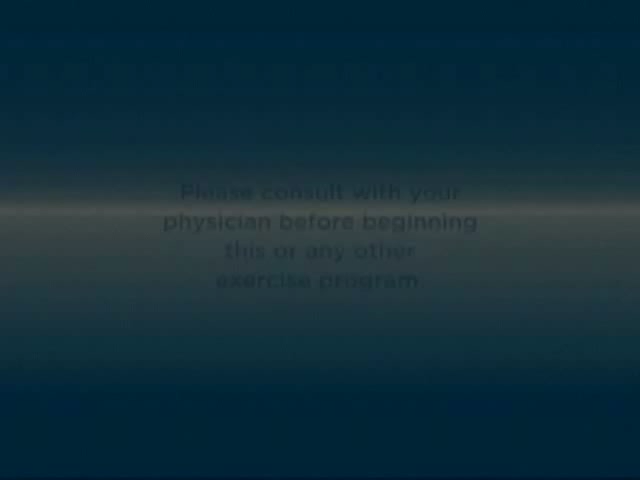 Please consult with your
physician before beginning
this or any other
exercise program